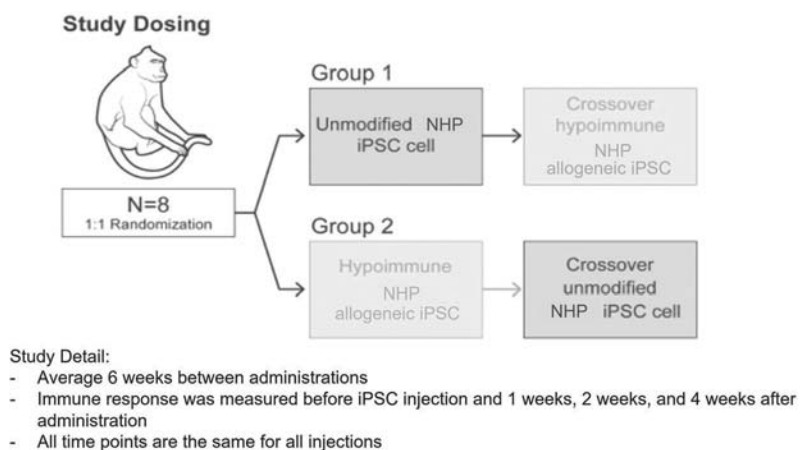 Study Dosing
N=8
1:1 Randomization
Group 1
Unmodified NHP
iPSC cell
Crossover
hypoimmune
NHP
allogeneic iPSC
Group 2
Hypoimmune
NHP
allogeneic iPSC
Crossover
unmodified
NHP iPSC cell
Study Detail:
- Average 6 weeks between administrations
- Immune response was measured before iPSC injection and 1 weeks, 2 weeks, and 4 weeks after
administration
- All time points are the same for all injections